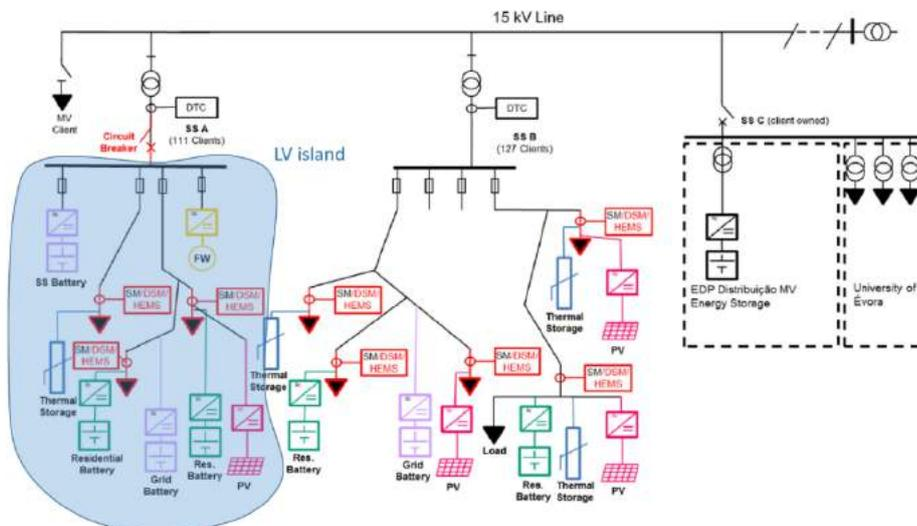 15 kV Line
MV
Client
DTC
SS A
(111 Clients)
Circuit
Breaker
LV island
DTC
SS B
(127 Clients)
SS C (client owned)
SS Battery
FW
SM/DSM/
HEMS
SM/DSM/
HEMS
SM/DSM/
HEMS
Thermal
Storage
Residential
Battery
Grid
Battery
Res.
Battery
PV
SM/DSM/
HEMS
Thermal
Storage
SM/DSM/
HEMS
Res.
Battery
Grid
Battery
SM/DSM/
HEMS
PV
SM/DSM/
HEMS
Thermal
Storage
PV
SM/DSM/
HEMS
Load
Res.
Battery
Thermal
Storage
PV
EDP Distribuição MV
Energy Storage
University of
Évora